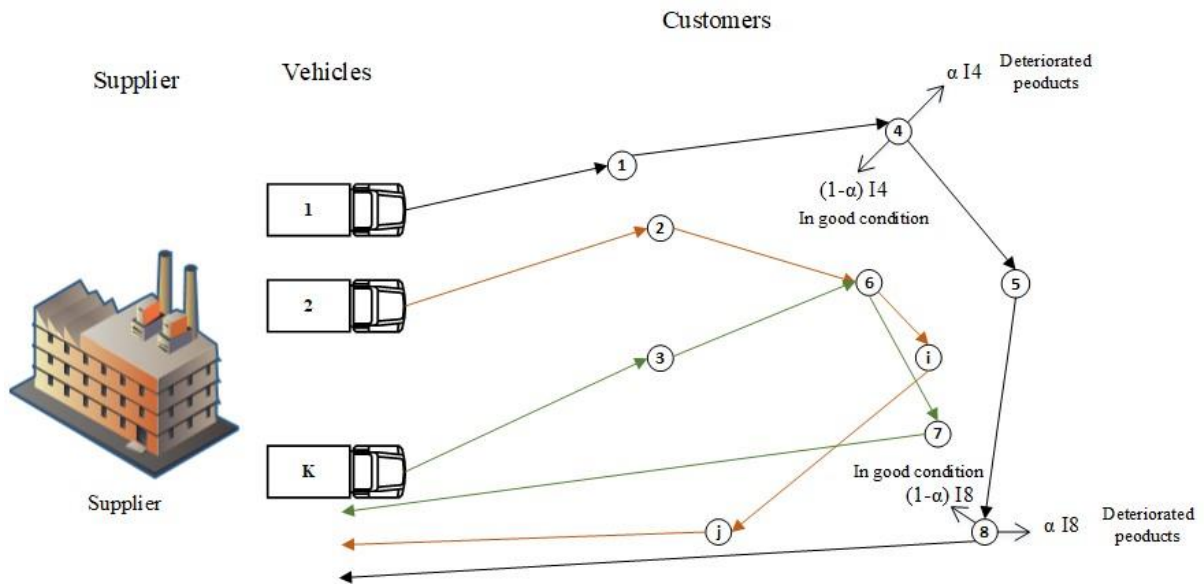 Customers
Supplier
Vehicles
α I4
Deteriorated
peoducts
4
1
(1-α) I4
In good condition
1
2
6
5
2
3
i
7
K
In good condition
(1-α) I8
Supplier
j
8
α I8
Deteriorated
peoducts